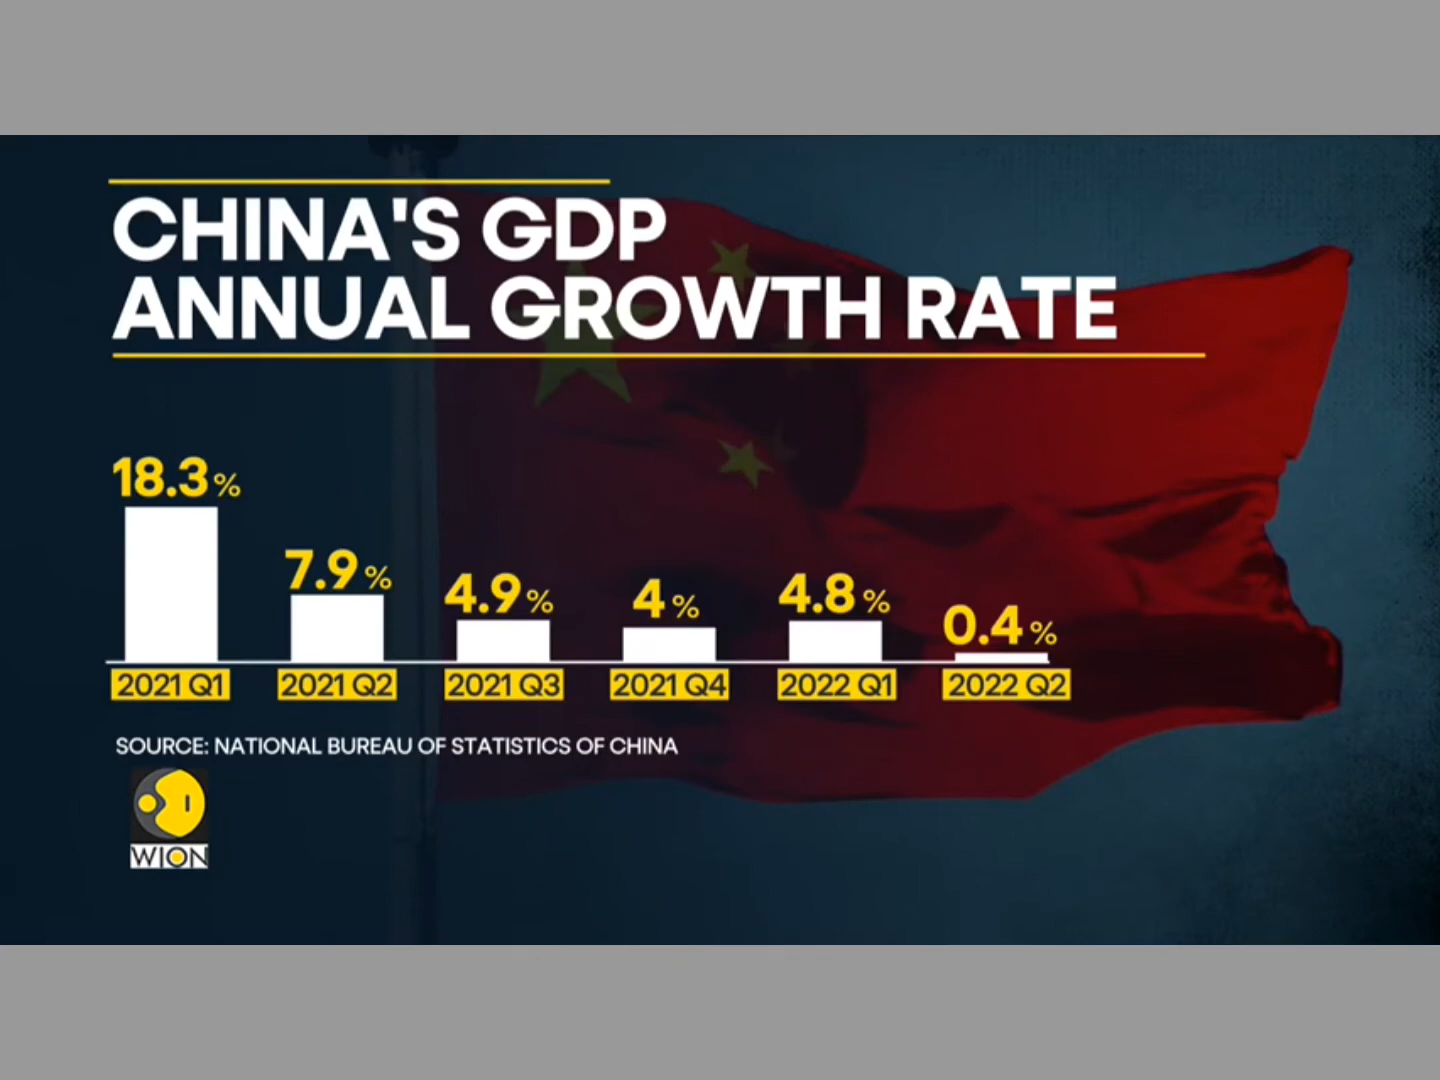 CHINA'S GDP
ANNUAL GROWTH RATE
18.3%
7.9%
4.9%
4%
4.8%
0.4%
2021 Q1
2021 Q2
2021 Q3
2021 Q4
2022 Q1
2022 Q2
SOURCE: NATIONAL BUREAU OF STATISTICS OF CHINA
WION